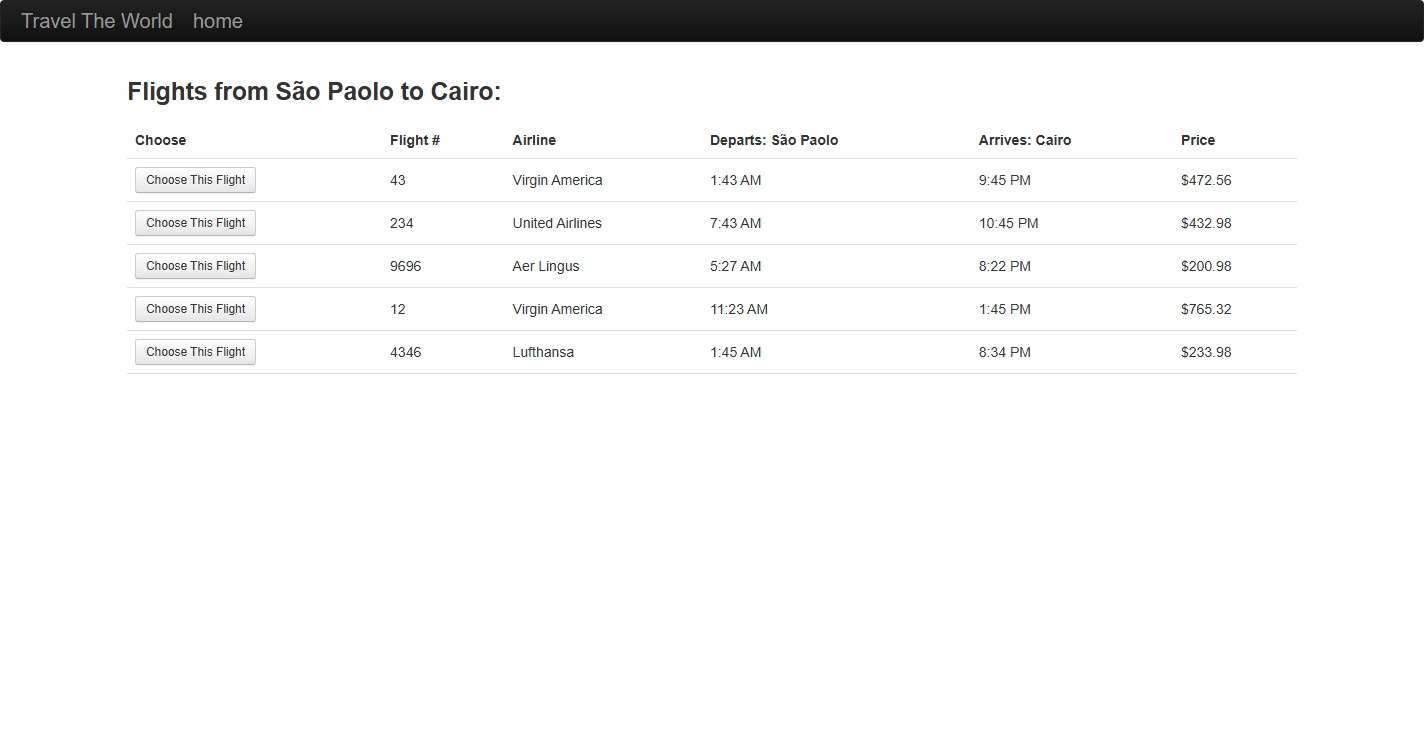 Travel The World home
Flights from São Paolo to Cairo:
Choose Flight # Airline Departs: São Paolo Arrives: Cairo Price
Choose This Flight 43 Virgin America 1:43 AM 9:45 PM $472.56
Choose This Flight 234 United Airlines 7:43 AM 10:45 PM $432.98
Choose This Flight 9696 Aer Lingus 5:27 AM 8:22 PM $200.98
Choose This Flight 12 Virgin America 11:23 AM 1:45 PM $765.32
Choose This Flight 4346 Lufthansa 1:45 AM 8:34 PM $233.98